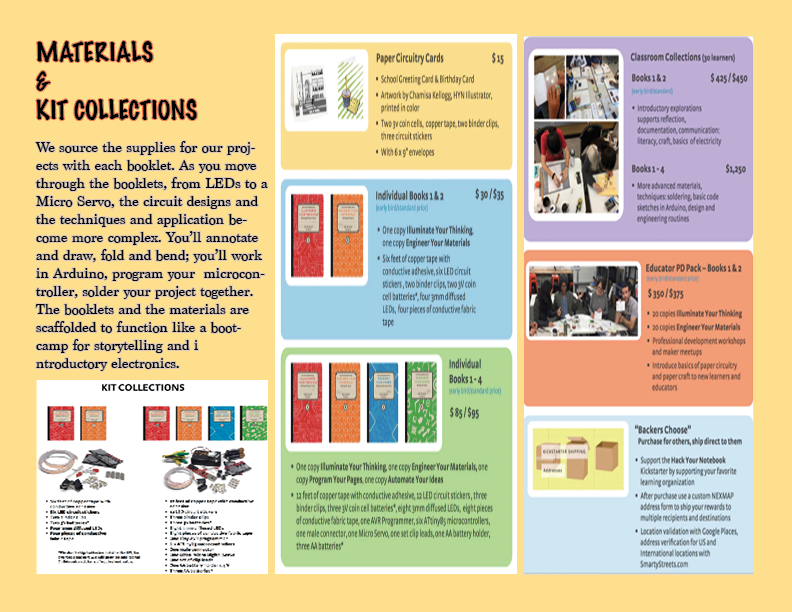 MATERIALS
&
KIT COLLECTIONS
We source the supplies for our proj-
ects with each booklet. As you move
through the booklets, from LEDs to a
Micro Servo, the circuit designs and
the techniques and application be-
come more complex. You'll annotate
and draw, fold and bend; you'll work
in Arduino, program your microcon-
troller, solder your project together.
The booklets and the materials are
scaffolded to function like a boot-
camp for storytelling and i
ntroductory electronics.
KIT COLLECTIONS
Paper Circuitry Cards $ 15
• School Greeting Card & Birthday Card
• Artwork by Chamisa Kellogg, HYN Illustrator,
printed in color
• Two 3v coin cells, copper tape, two binder clips,
three circuit stickers
• With 6 x 9" envelopes
Individual Books 1 & 2 $ 30 / $35
(early bird/standard price)
• One copy Illuminate Your Thinking,
one copy Engineer Your Materials
• Six feet of copper tape with
conductive adhesive, six LED circuit
stickers, two binder clips, two 3V coin
cell batteries*, four 3mm diffused
LEDs, four pieces of conductive fabric
tape
Individual
Books 1 - 4
(early bird/standard price)
$ 85 / $95
• One copy Illuminate Your Thinking, one copy Engineer Your Materials, one
copy Program Your Pages, one copy Automate Your Ideas
• 12 feet of copper tape with conductive adhesive, 12 LED circuit stickers, three
binder clips, three 3V coin cell batteries*, eight 3mm diffused LEDs, eight pieces
of conductive fabric tape, one AVR Programmer, six ATtiny85 microcontrollers,
one male connector, one Micro Servo, one set clip leads, one AA battery holder,
three AA batteries*
Classroom Collections (30 learners)
Books 1 & 2 $ 425 / $450
(early bird/standard)
• Introductory explorations
supports reflection,
documentation, communication:
literacy, craft, basics of electricity
Books 1 - 4 $1,250
• More advanced materials,
techniques: soldering, basic code
sketches in Arduino, design and
engineering routines
Educator PD Pack – Books 1 & 2
(early bird/standard price)
$ 350 / $375
• 20 copies Illuminate Your Thinking
• 20 copies Engineer Your Materials
• Professional development workshops
and maker meetups
• Introduce basics of paper circuitry
and paper craft to new learners and
educators
KICKSTARTER SHIPPING
Addresses
"Backers Choose"
Purchase for others, ship direct to them
• Support the Hack Your Notebook
Kickstarter by supporting your favorite
learning organization
• After purchase use a custom NEXMAP
address form to ship your rewards to
multiple recipients and destinations
• Location validation with Google Places,
address verification for US and
International locations with
SmartyStreets.com